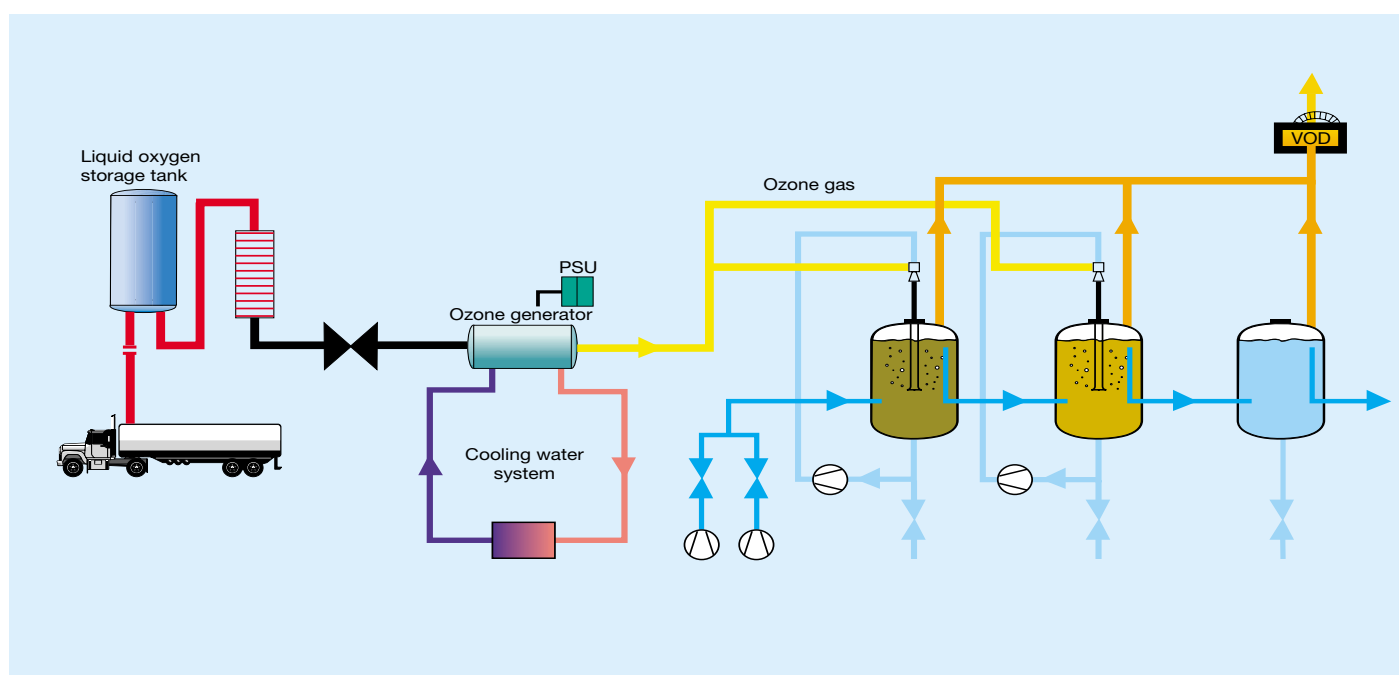 Liquid oxygen
storage tank
PSU
Ozone generator
Cooling water
system
Ozone gas
VOD